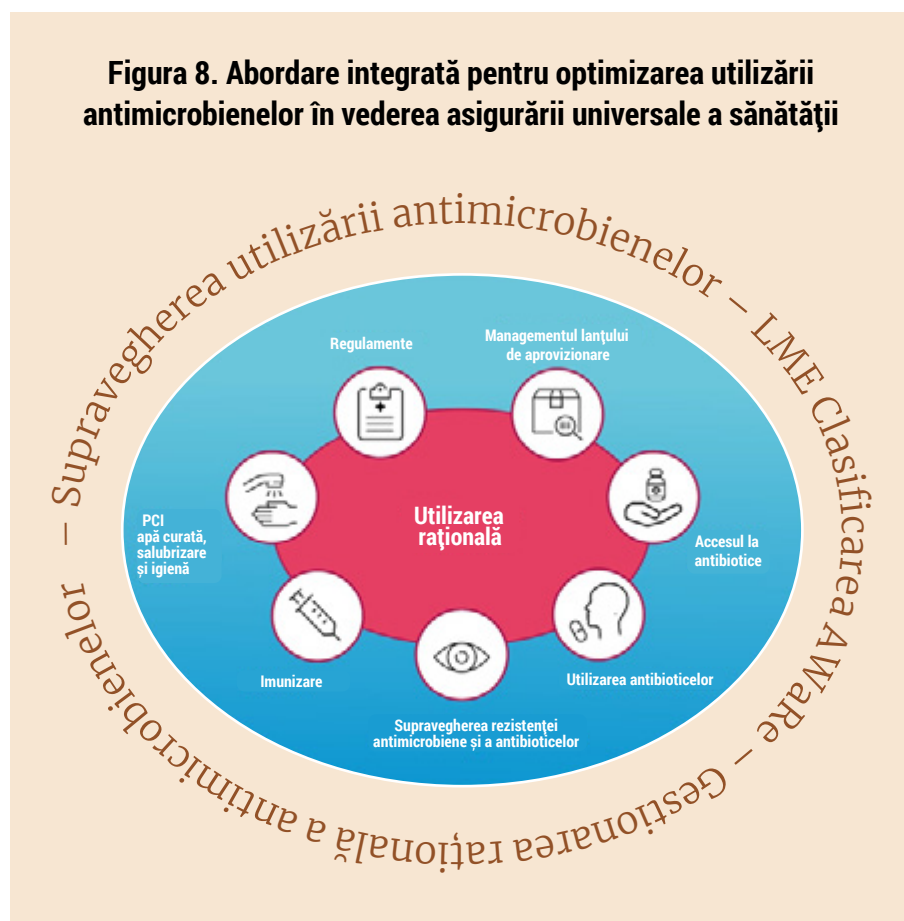 Figura 8. Abordare integrată pentru optimizarea utilizării
antimicrobienelor în vederea asigurării universale a sănătăţii
– Supravegherea utilizării antimicrobienelor – LME Clasificarea AWaRe – Gestionarea raţională a antimicrobienelor
Regulamente
Managementul lanţului
de aprovizionare
PCI
apă curată,
salubrizare
și igienă
Utilizarea
raţională
Accesul la
antibiotice
Imunizare
Utilizarea antibioticelor
Supravegherea rezistenţei
antimicrobiene și a antibioticelor